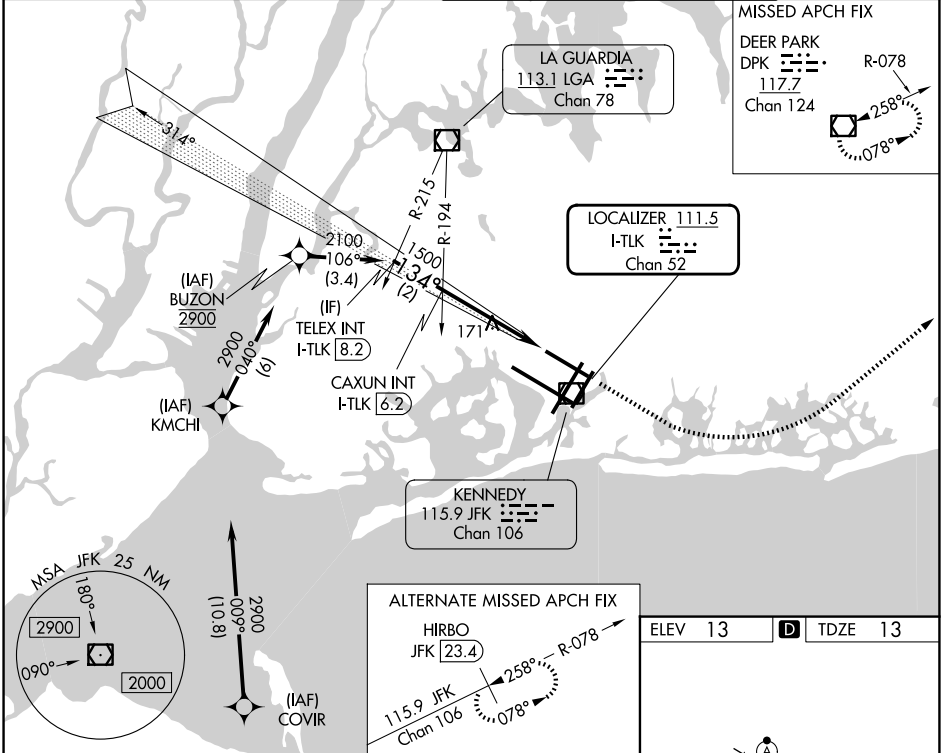 MISSED APCH FIX
DEER PARK
DPK
117.7
Chan 124
R-078
258°
078°
LA GUARDIA
113.1 LGA
Chan 78
314°
R-215
R-194
LOCALIZER 111.5
I-TLK
Chan 52
2100
106°
(3.4)
1500
134°
(2)
(IAF)
BUZON
2900
(IF)
TELEX INT
I-TLK 8.2
171
2900
040°
(6)
CAXUN INT
I-TLK 6.2
(IAF)
KMCHI
KENNEDY
115.9 JFK
Chan 106
MSA JFK 25 NM
180°
2900
090°
2000
2900
009°
(10.8)
(IAF)
COVIR
ALTERNATE MISSED APCH FIX
HIRBO
JFK 23.4
258°
R-078
078°
115.9 JFK
Chan 106
ELEV 13
D
TDZE 13
A